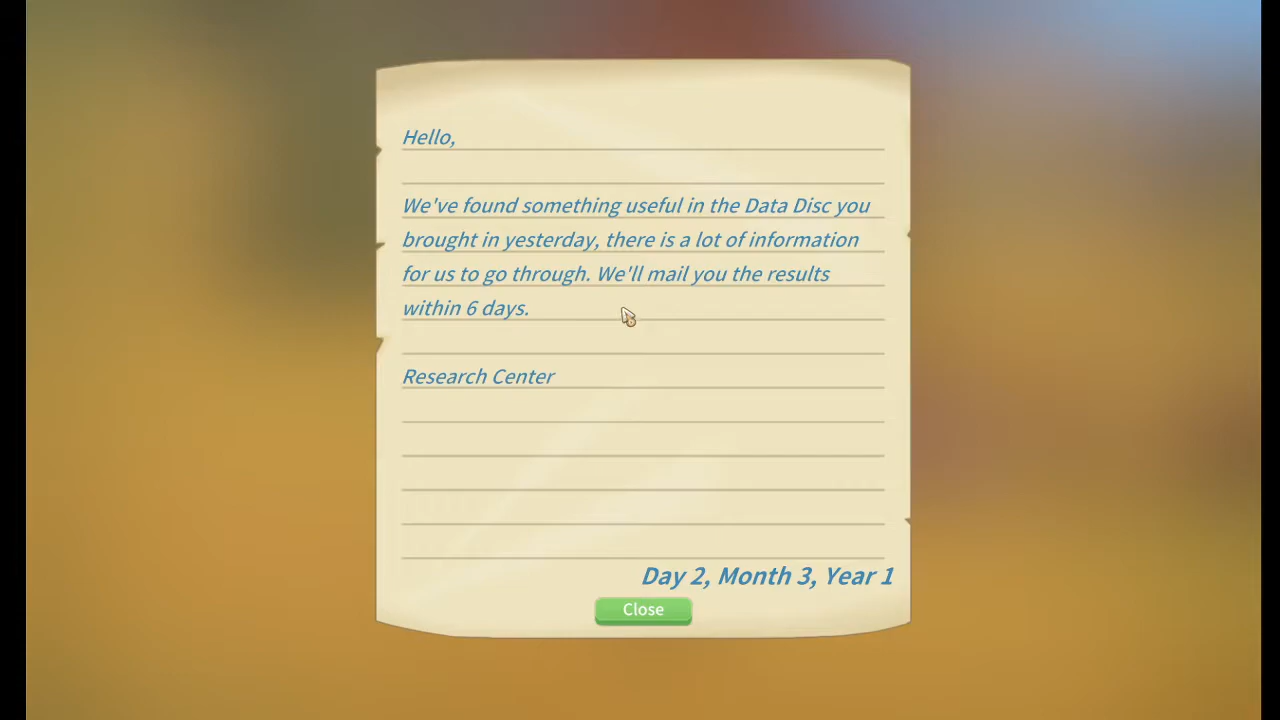 Hello,
We've found something useful in the Data Disc you
brought in yesterday, there is a lot of information
for us to go through. We'll mail you the results
within 6 days.
Research Center
Day 2, Month 3, Year 1
Close